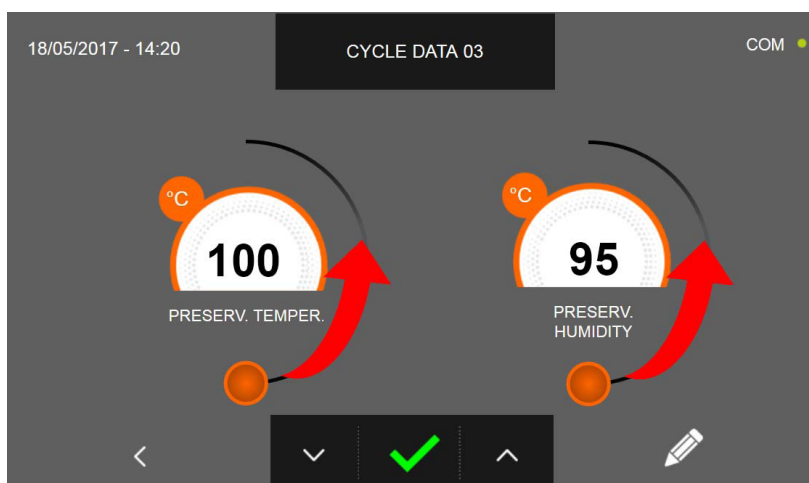 18/05/2017 - 14:20
CYCLE DATA 03
COM
°C
100
PRESERV. TEMPER.
°C
95
PRESERV.
HUMIDITY